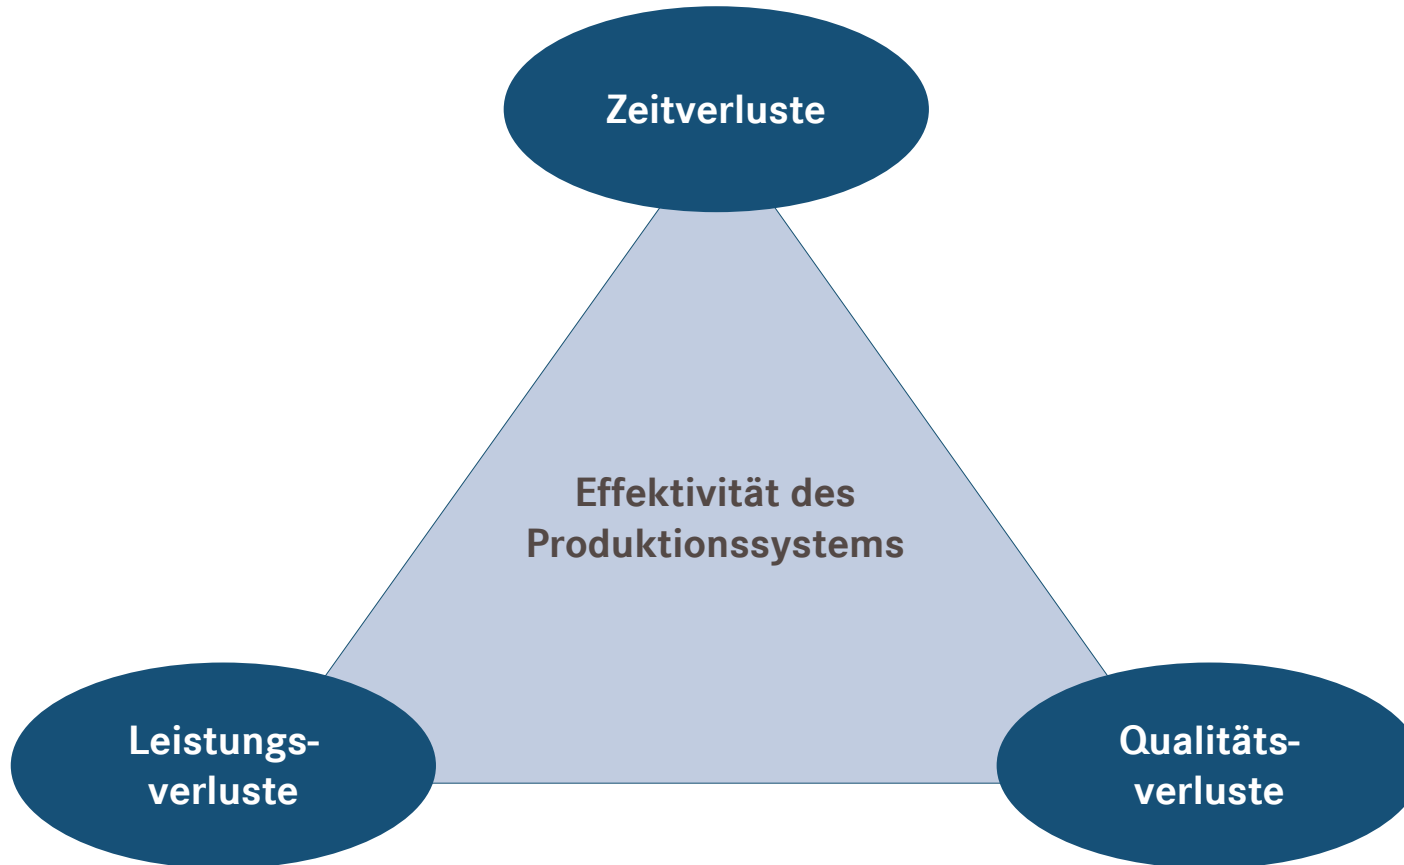 Zeitverluste
Effektivität des
Produktionssystems
Leistungs-
verluste
Qualitäts-
verluste